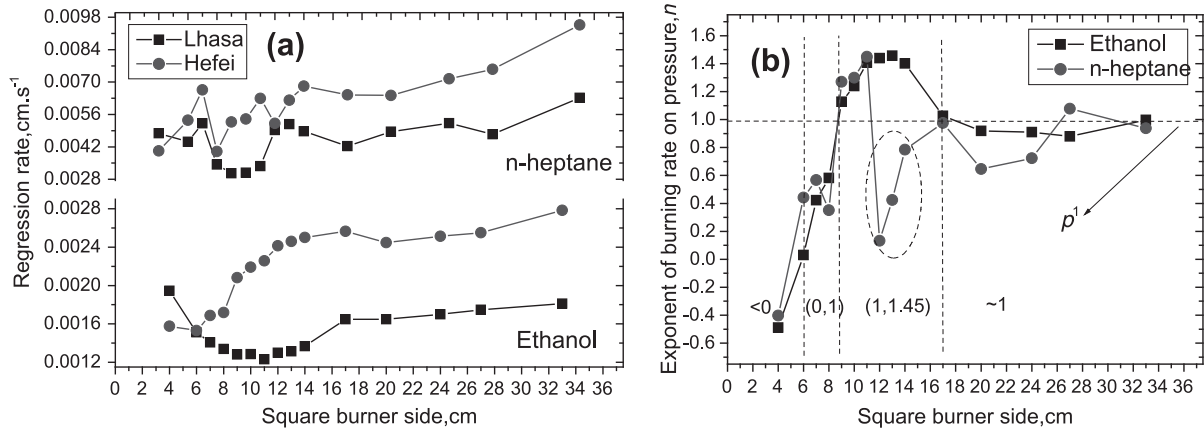 (a)
Lhasa
Hefei
n-heptane
Ethanol
Regression rate,cm.s⁻¹
0.0098
0.0084
0.0070
0.0056
0.0042
0.0028
0.0028
0.0024
0.0020
0.0016
0.0012
0 2 4 6 8 10 12 14 16 18 20 22 24 26 28 30 32 34 36
Square burner side,cm
(b)
Ethanol
n-heptane
Exponent of burning rate on pressure,n
1.6
1.4
1.2
1.0
0.8
0.6
0.4
0.2
0.0
-0.2
-0.4
-0.6
<0
(0,1)
(1,1.45)
~1
p¹
0 2 4 6 8 10 12 14 16 18 20 22 24 26 28 30 32 34 36
Square burner side,cm